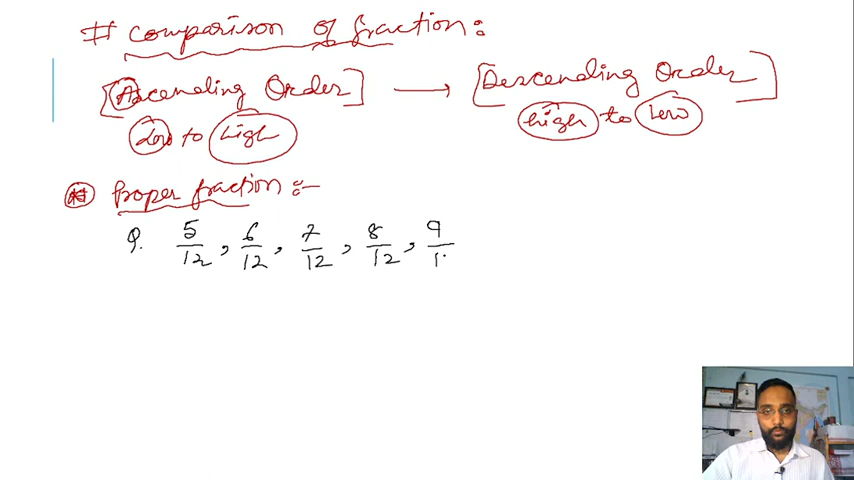 # Comparison of fraction:
[Ascending Order] → [Descending Order]
Low to high high to Low
* Proper fraction:-
Q. 5/12, 6/12, 7/12, 8/12, 9/1